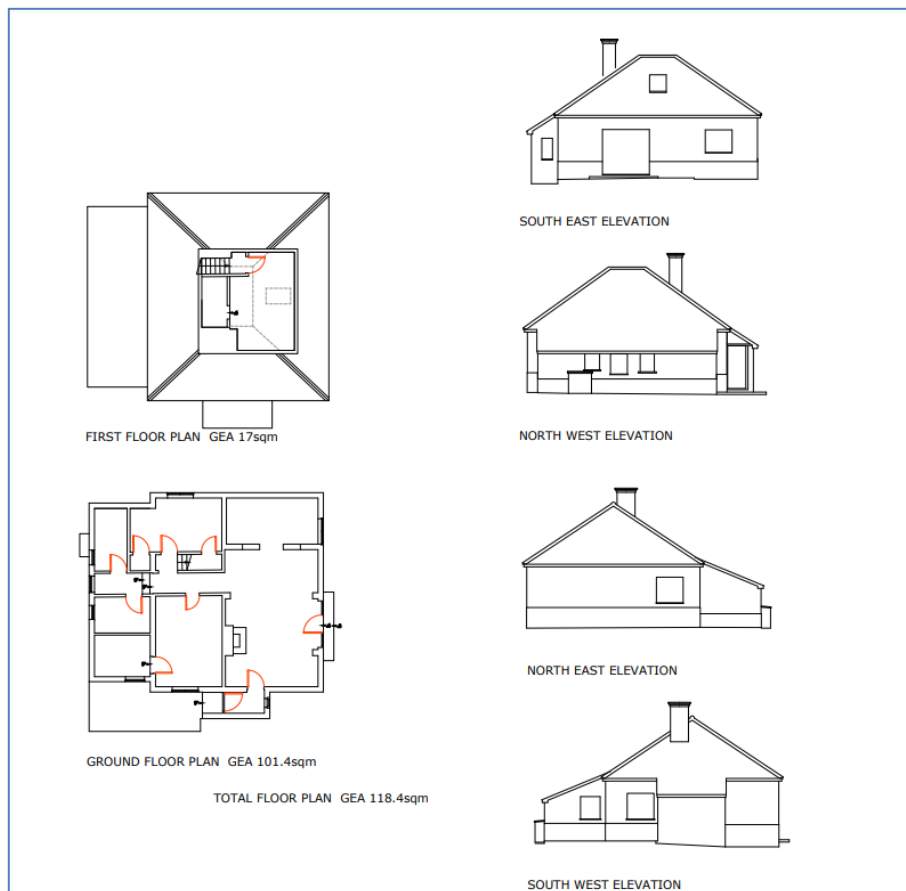 SOUTH EAST ELEVATION
NORTH WEST ELEVATION
FIRST FLOOR PLAN GEA 17sqm
NORTH EAST ELEVATION
GROUND FLOOR PLAN GEA 101.4sqm
TOTAL FLOOR PLAN GEA 118.4sqm
SOUTH WEST ELEVATION